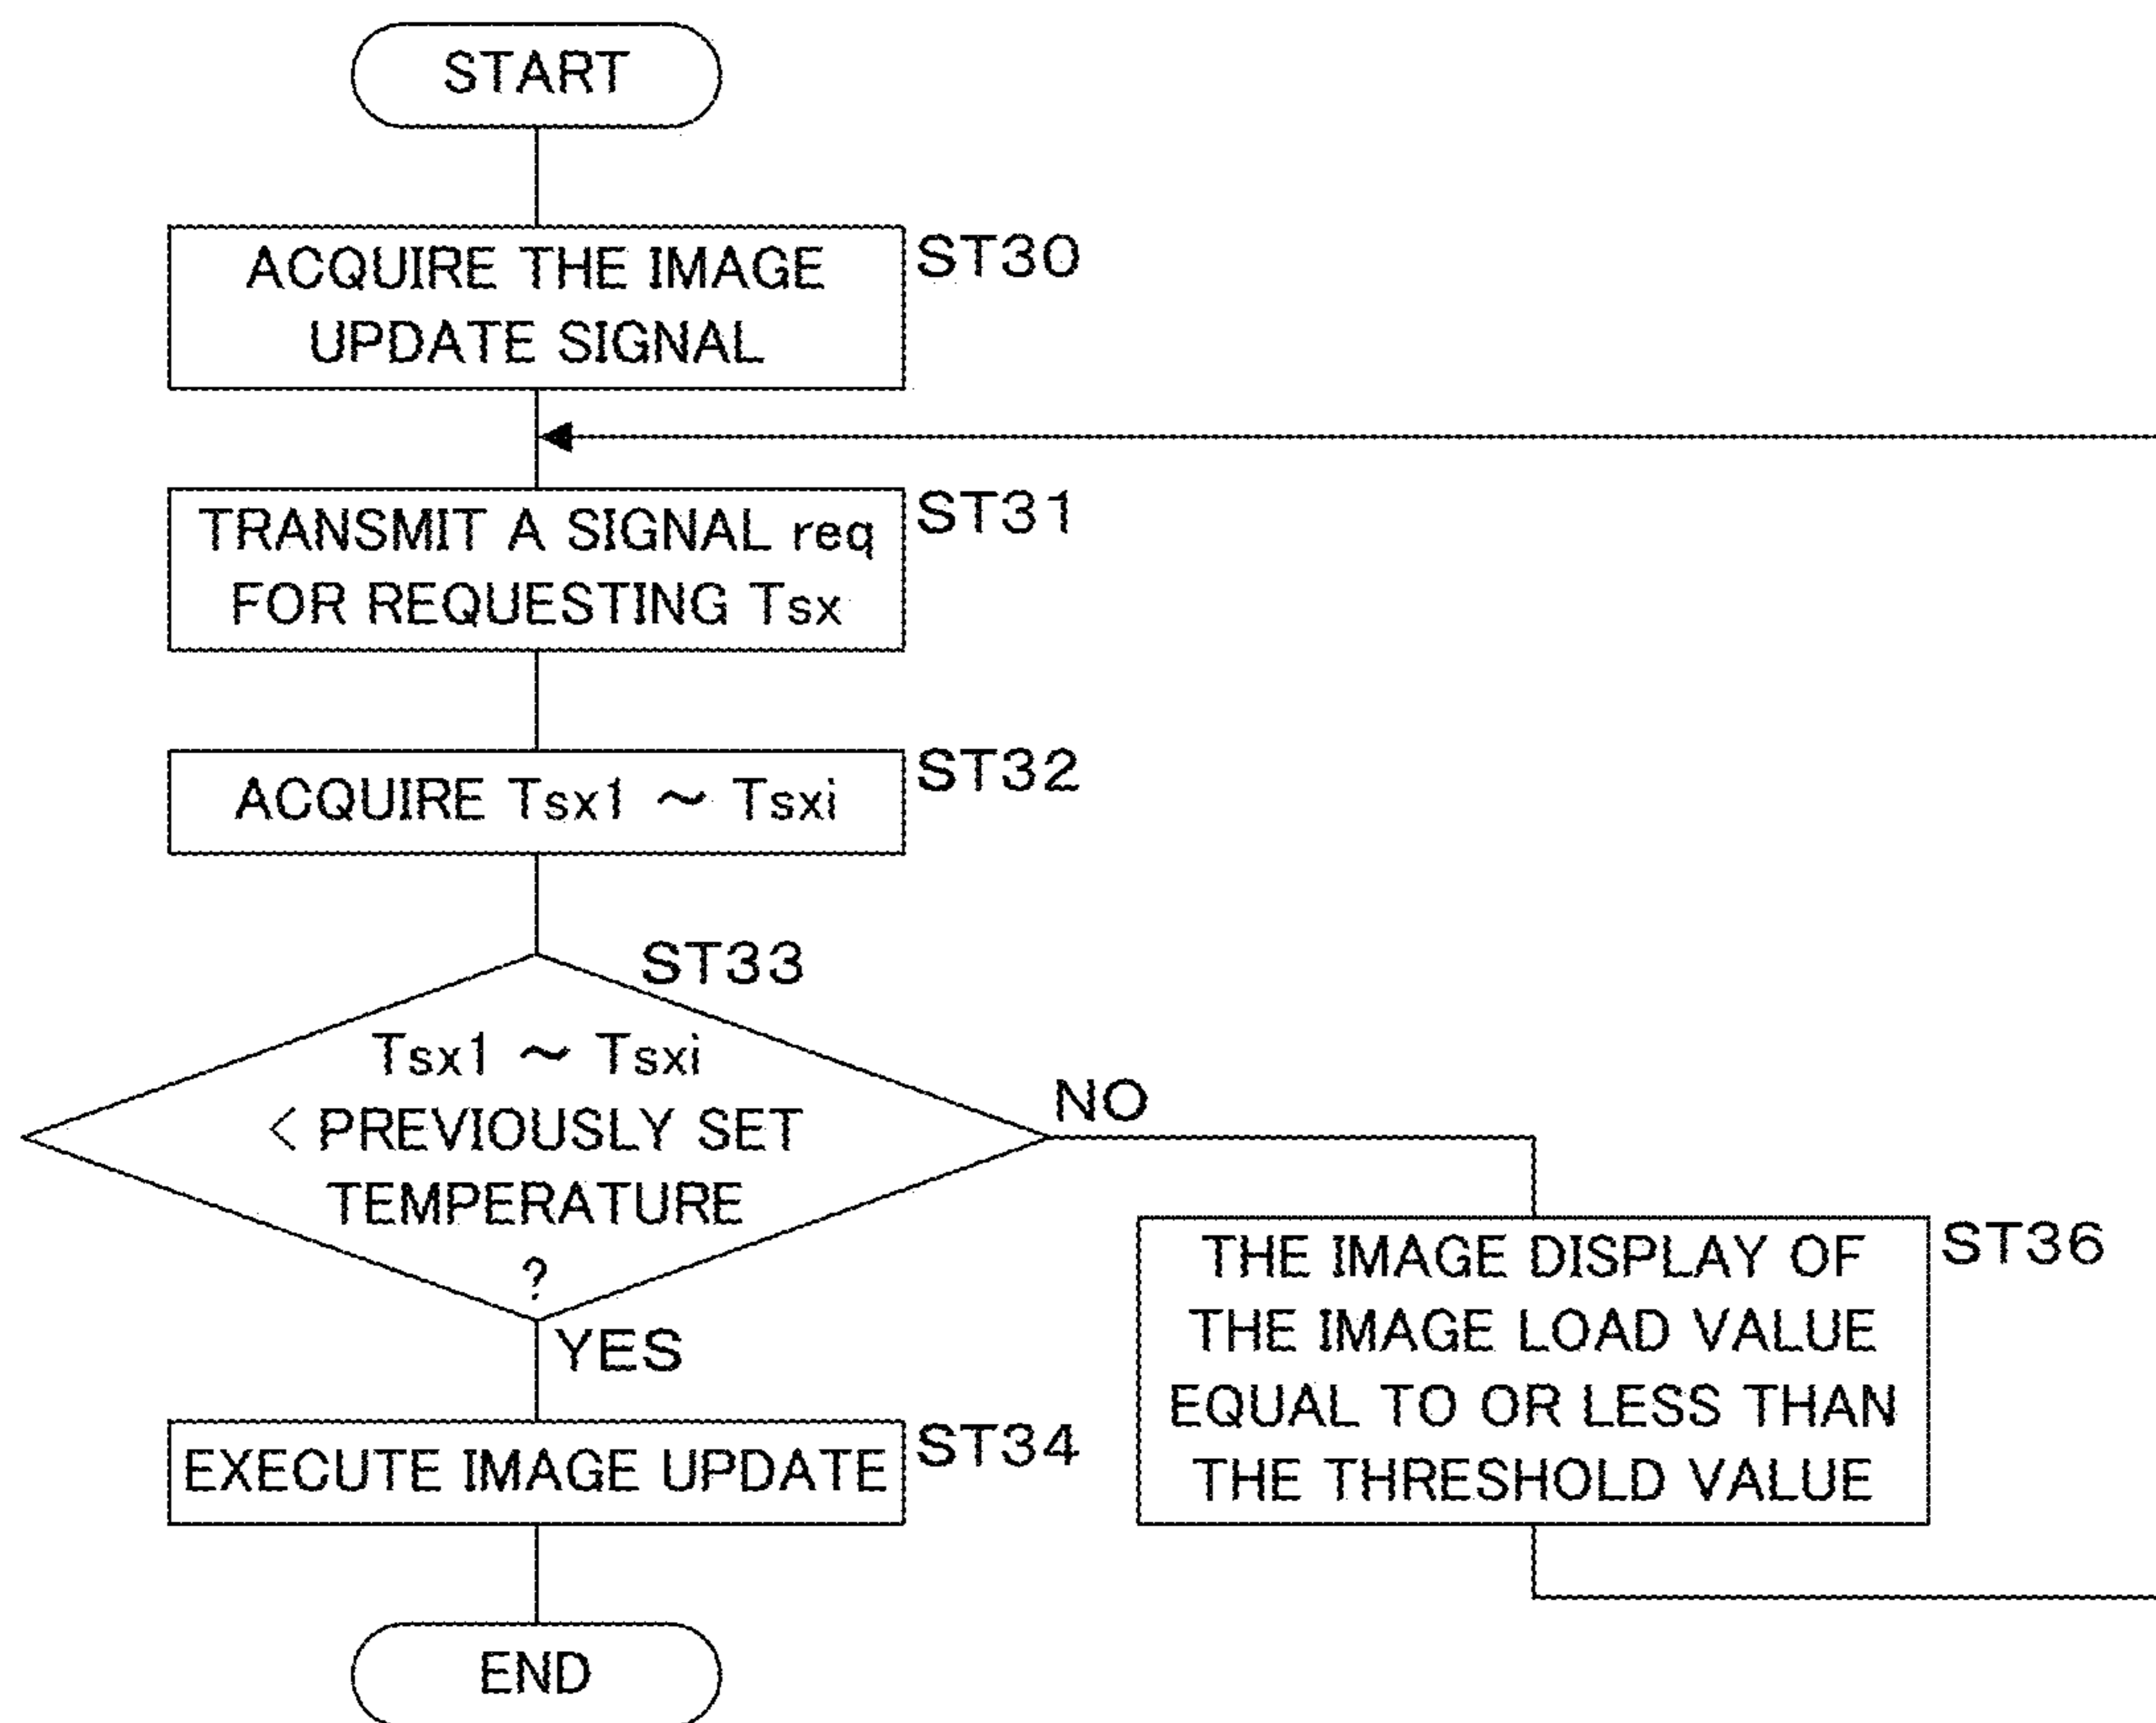 START
ACQUIRE THE IMAGE
UPDATE SIGNAL
ST30
TRANSMIT A SIGNAL req
FOR REQUESTING Tsx
ST31
ACQUIRE Tsx1 ～ Tsxi
ST32
ST33
Tsx1 ～ Tsxi
< PREVIOUSLY SET
TEMPERATURE
?
NO
YES
THE IMAGE DISPLAY OF
THE IMAGE LOAD VALUE
EQUAL TO OR LESS THAN
THE THRESHOLD VALUE
ST36
EXECUTE IMAGE UPDATE
ST34
END